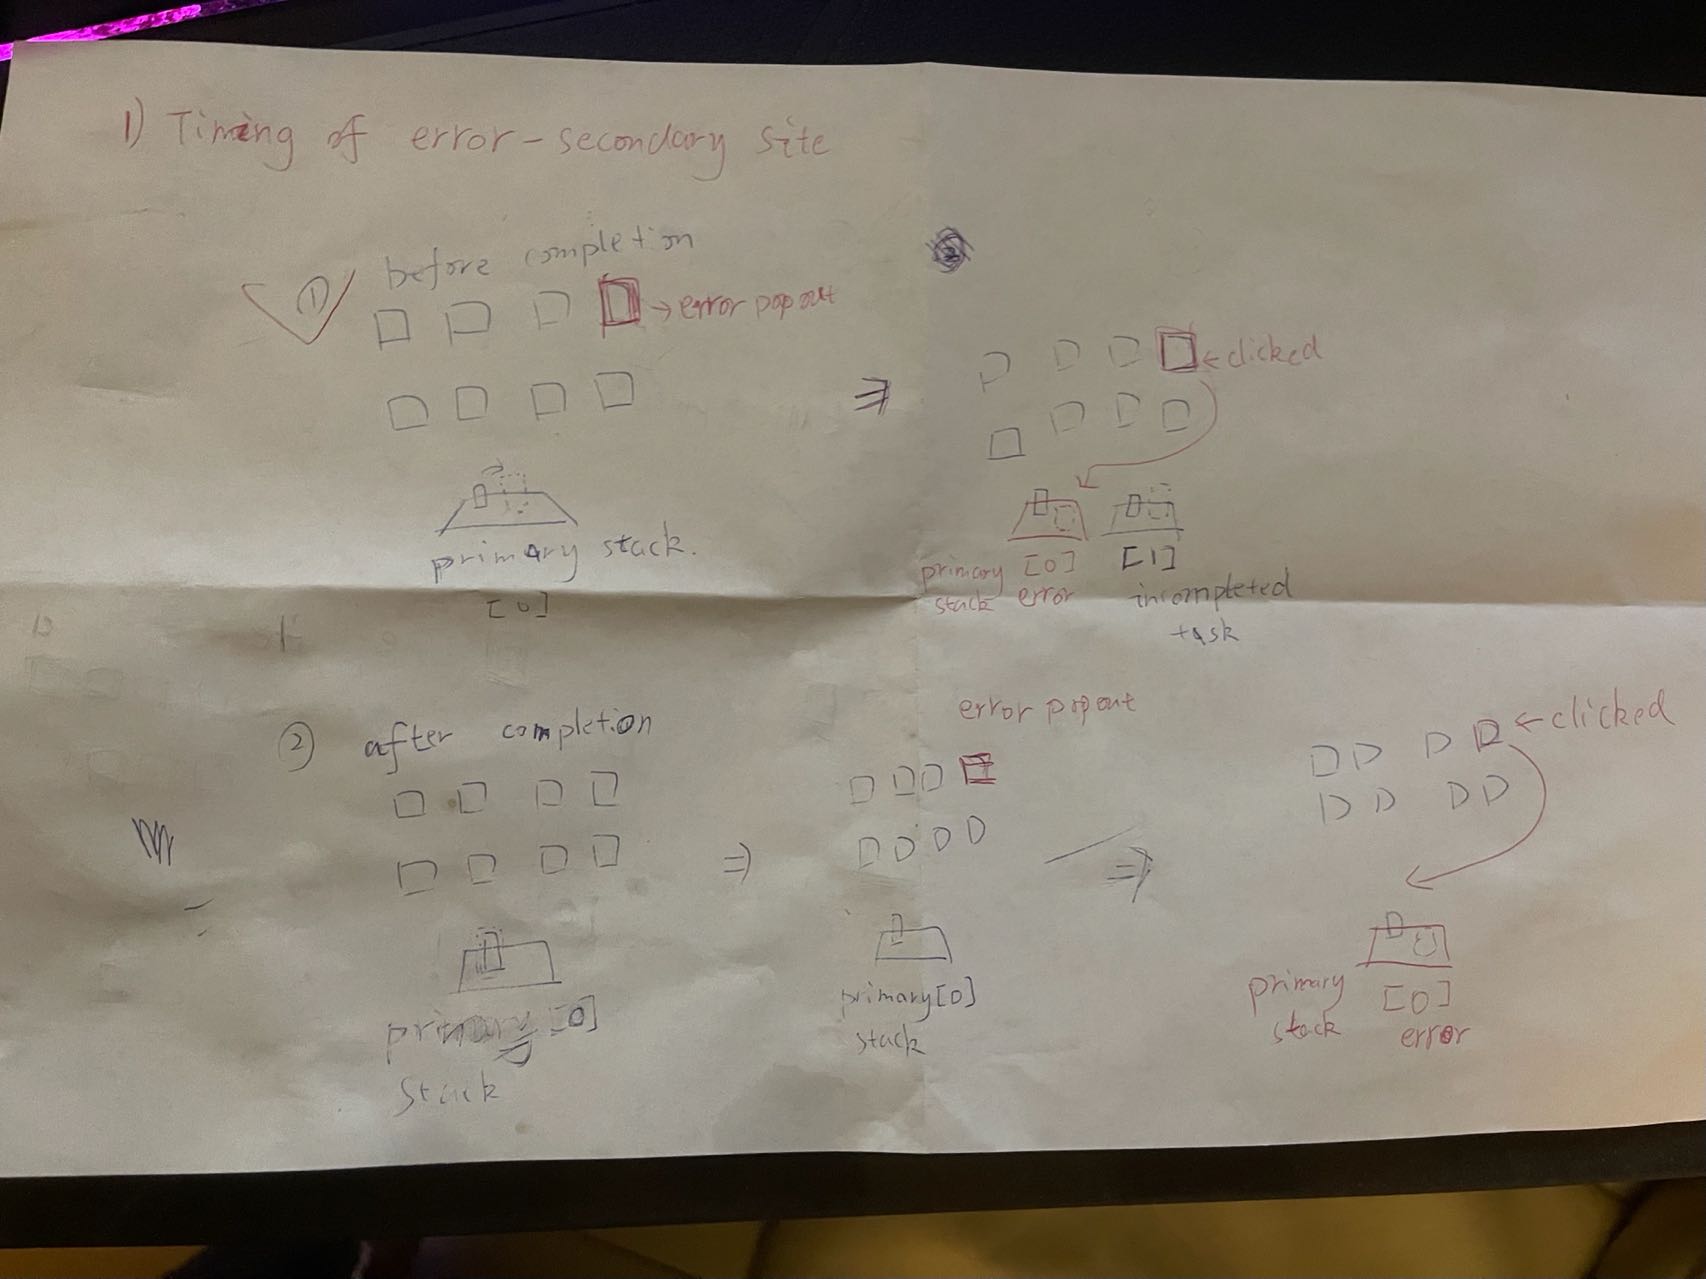 1) Timing of error-secondary site
① before completion
→ error pop out
← clicked
⇒
primary stack.
[0]
primary [0] [1]
stack error incompleted
task
② after completion
error pop out
← clicked
⇒
⇒
primary [0]
stack
primary [0]
stack
primary [0]
stack error